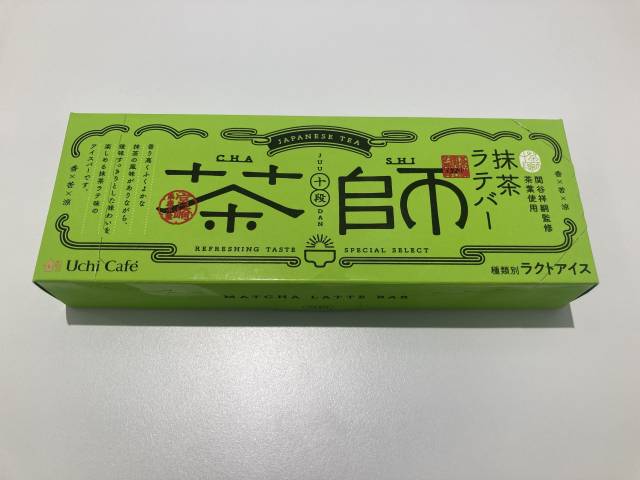 JAPANESE TEA
CHA SHI
茶師
JUU
十段
DAN
REFRESHING TASTE SPECIAL SELECT
抹茶
ラテバー
関谷祥嗣監修
茶葉使用
香×苦×涼
種類別ラクトアイス
香り高くふくよかな
抹茶の風味がありながら、
後味すっきりとした味わいを
楽しめる抹茶ラテ味の
アイスバーです。
香×苦×涼
Uchi Café
MATCHA LATTE BAR